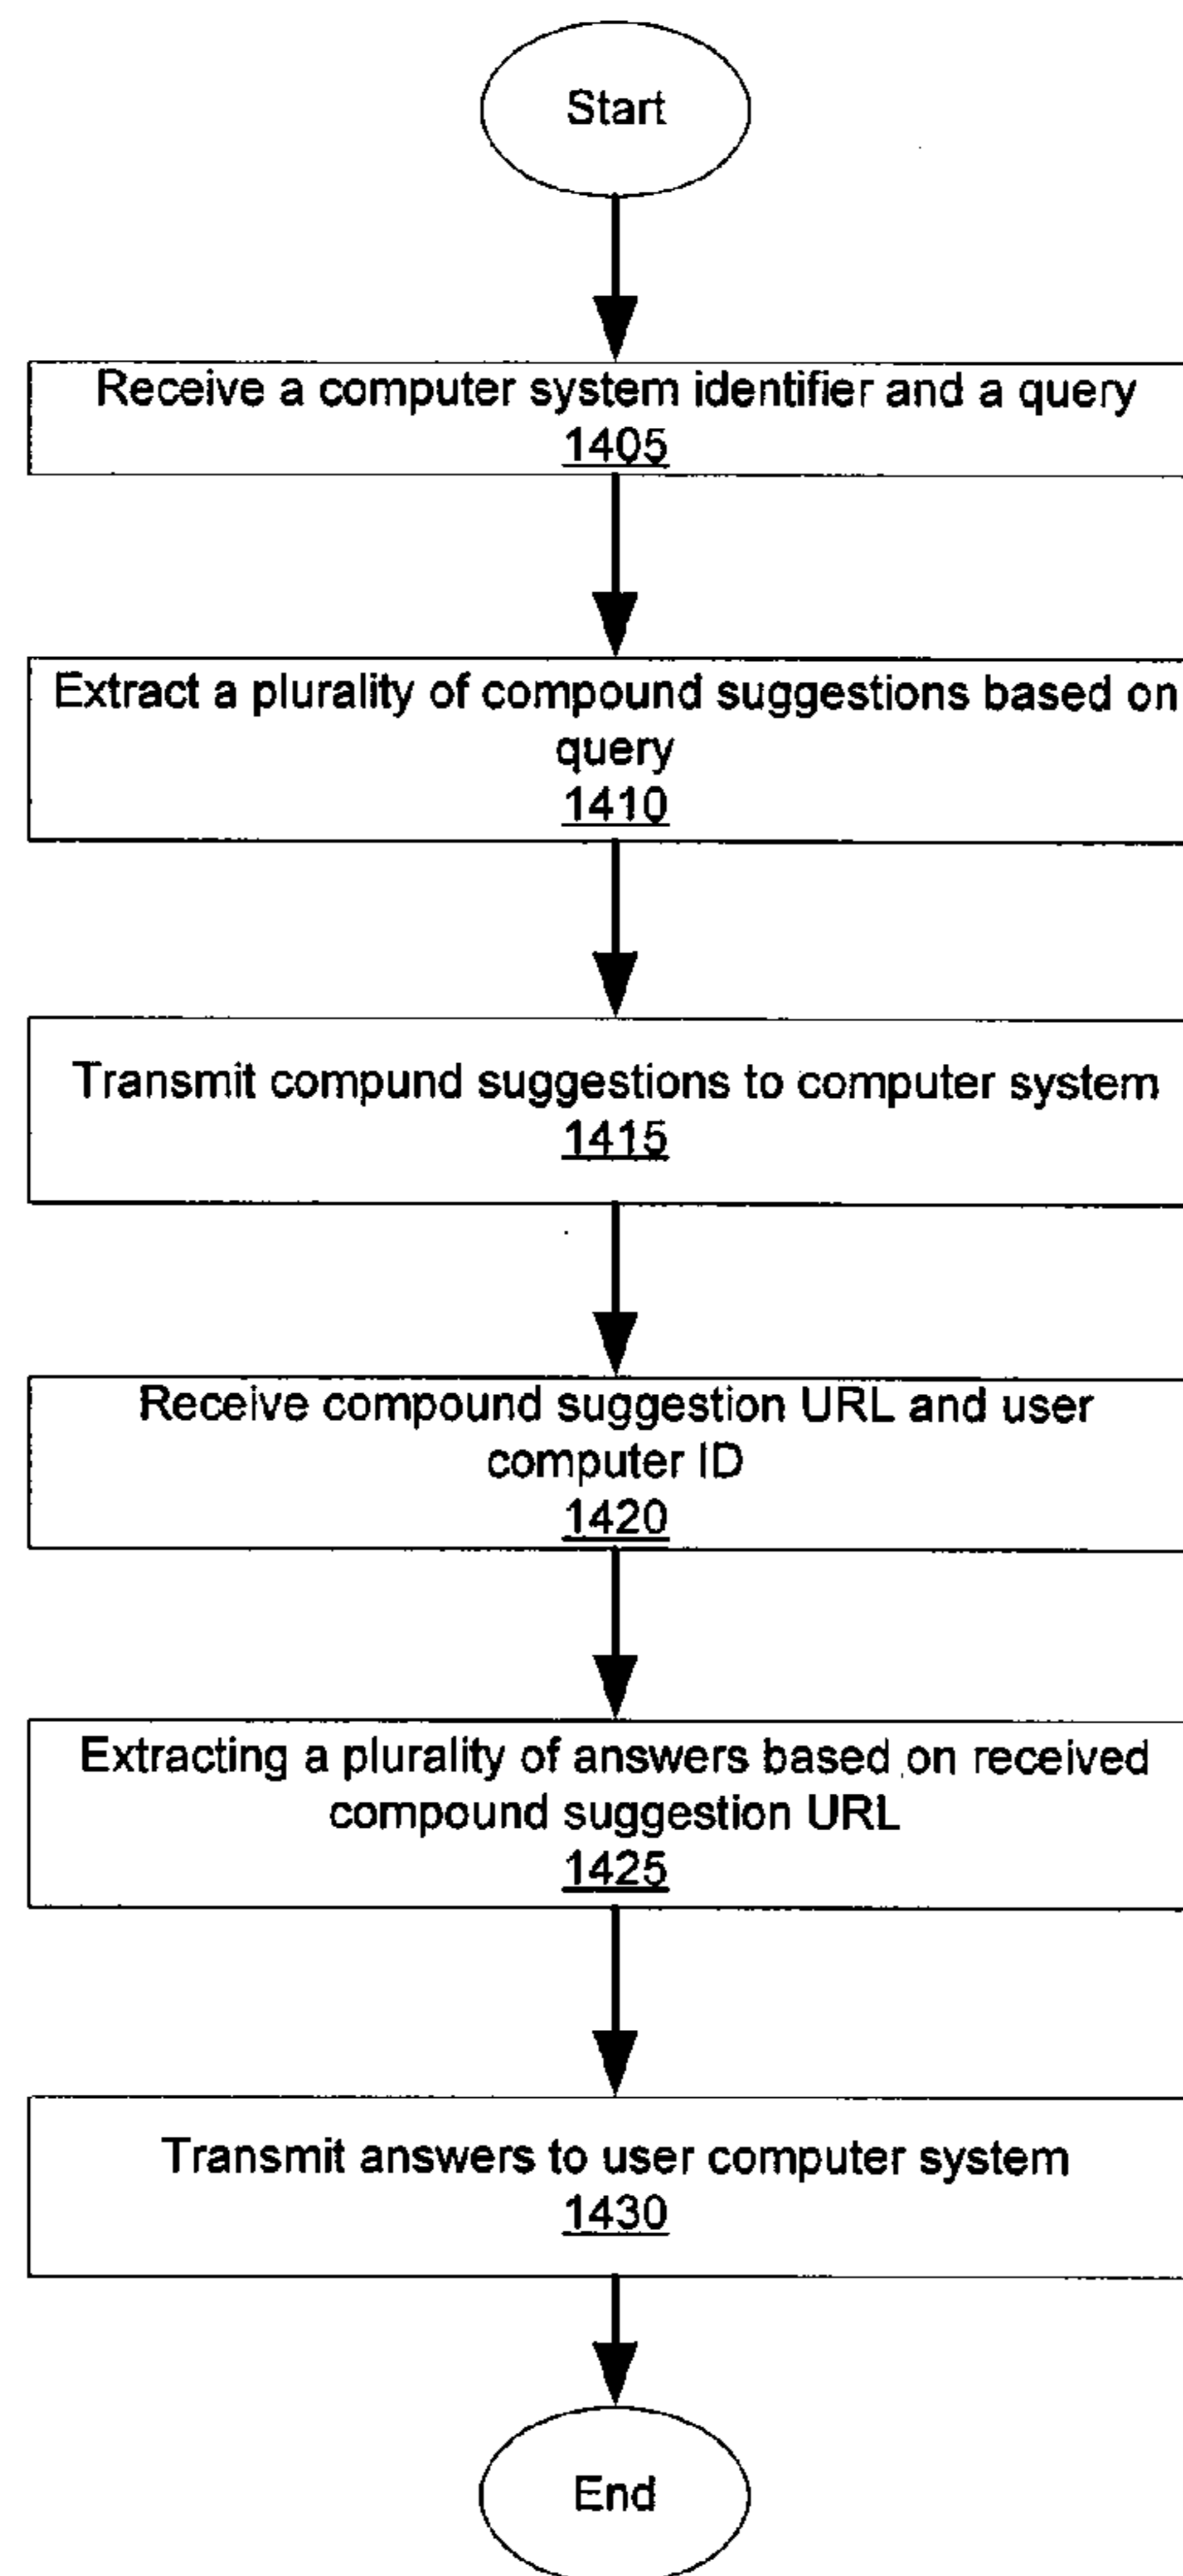 Start
Receive a computer system identifier and a query
1405
Extract a plurality of compound suggestions based on
query
1410
Transmit compund suggestions to computer system
1415
Receive compound suggestion URL and user
computer ID
1420
Extracting a plurality of answers based on received
compound suggestion URL
1425
Transmit answers to user computer system
1430
End